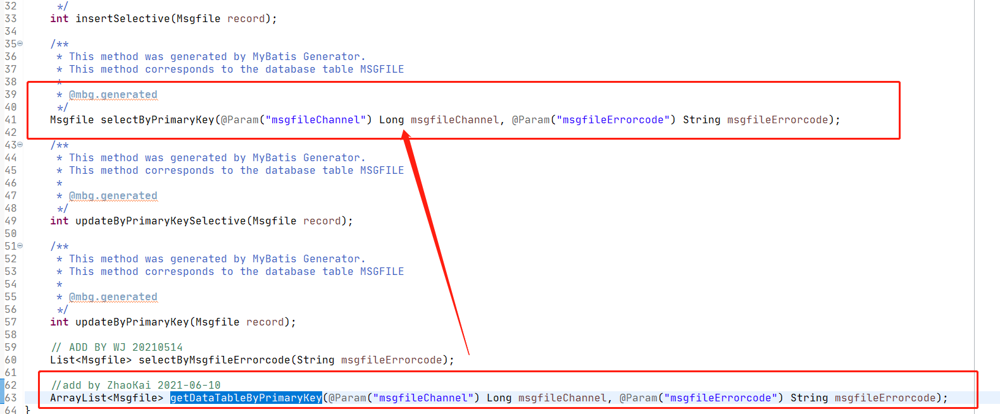 32 */
33 int insertSelective(Msgfile record);
34
35 /**
36 * This method was generated by MyBatis Generator.
37 * This method corresponds to the database table MSGFILE
38 *
39 * @mbg.generated
40 */
41 Msgfile selectByPrimaryKey(@Param("msgfileChannel") Long msgfileChannel, @Param("msgfileErrorcode") String msgfileErrorcode);
42
43 /**
44 * This method was generated by MyBatis Generator.
45 * This method corresponds to the database table MSGFILE
46 *
47 * @mbg.generated
48 */
49 int updateByPrimaryKeySelective(Msgfile record);
50
51 /**
52 * This method was generated by MyBatis Generator.
53 * This method corresponds to the database table MSGFILE
54 *
55 * @mbg.generated
56 */
57 int updateByPrimaryKey(Msgfile record);
58
59 // ADD BY WJ 20210514
60 List<Msgfile> selectByMsgfileErrorcode(String msgfileErrorcode);
61
62 //add by ZhaoKai 2021-06-10
63 ArrayList<Msgfile> getDataTableByPrimaryKey(@Param("msgfileChannel") Long msgfileChannel, @Param("msgfileErrorcode") String msgfileErrorcode);
64 }